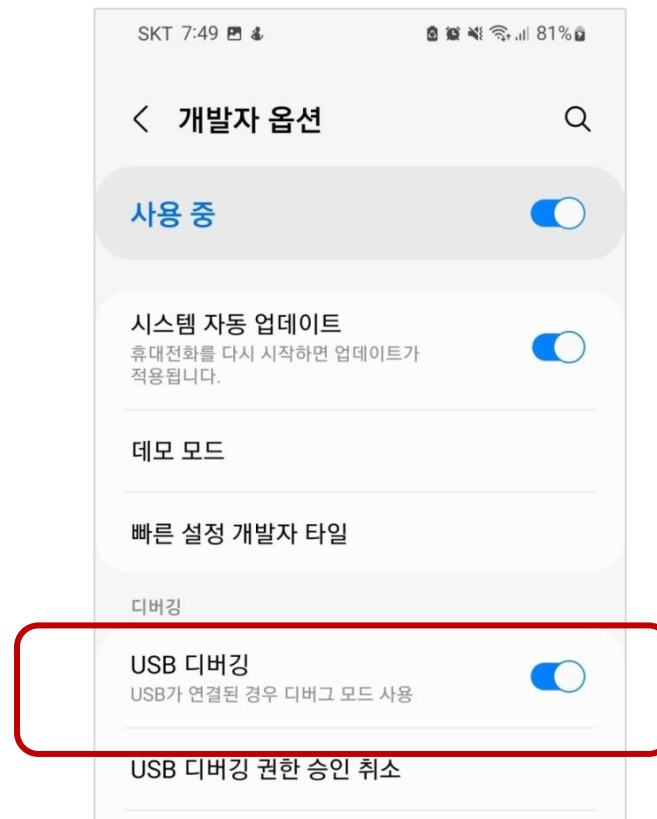 SKT 7:49 81%
개발자 옵션
사용 중
시스템 자동 업데이트
휴대전화를 다시 시작하면 업데이트가
적용됩니다.
데모 모드
빠른 설정 개발자 타일
디버깅
USB 디버깅
USB가 연결된 경우 디버그 모드 사용
USB 디버깅 권한 승인 취소